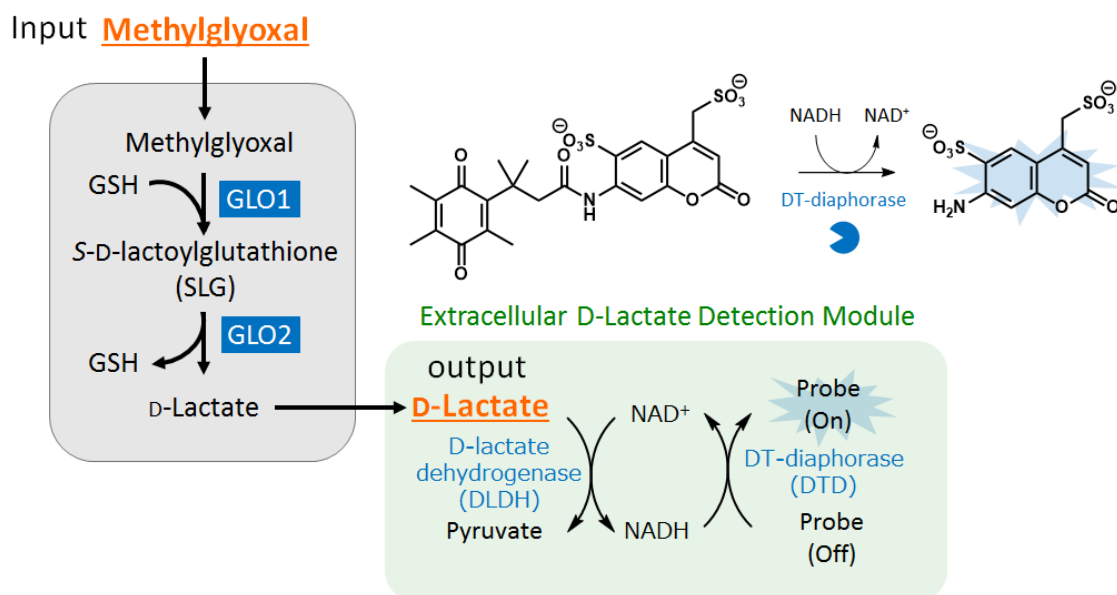 Input Methylglyoxal
Methylglyoxal
GSH
GLO1
S-D-lactoylglutathione
(SLG)
GLO2
GSH
D-Lactate
O
O
O
N
H
⊖O3S
SO3⊖
O
O
NADH
NAD+
DT-diaphorase
⊖O3S
SO3⊖
H2N
O
O
Extracellular D-Lactate Detection Module
output
D-Lactate
D-lactate
dehydrogenase
(DLDH)
Pyruvate
NAD+
NADH
Probe
(On)
DT-diaphorase
(DTD)
Probe
(Off)